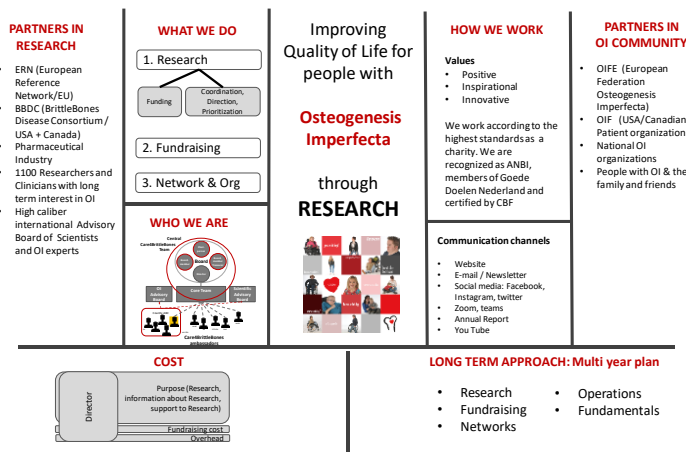 PARTNERS IN
RESEARCH
• ERN (European
Reference
Network/EU)
• BBDC (BrittleBones
Disease Consortium /
USA + Canada)
• Pharmaceutical
Industry
• 1100 Researchers and
Clinicians with long
term interest in OI
• High caliber
international Advisory
Board of Scientists
and OI experts
WHAT WE DO
1. Research
Funding
Coordination,
Direction,
Prioritization
2. Fundraising
3. Network & Org
WHO WE ARE
Central
Care4BrittleBones
Team
Board
OI
Advisory
Board
Core Team
Scientific
Advisory
Board
Care4BrittleBones
ambassadors
Improving
Quality of Life for
people with
Osteogenesis
Imperfecta
through
RESEARCH
HOW WE WORK
Values
• Positive
• Inspirational
• Innovative
We work according to the
highest standards as a
charity. We are
recognized as ANBI,
members of Goede
Doelen Nederland and
certified by CBF
Communication channels
• Website
• E-mail / Newsletter
• Social media: Facebook,
Instagram, twitter
• Zoom, teams
• Annual Report
• You Tube
PARTNERS IN
OI COMMUNITY
• OIFE (European
Federation
Osteogenesis
Imperfecta)
• OIF (USA/Canadian
Patient organization
• National OI
organizations
• People with OI & the
family and friends
COST
Director
Purpose (Research,
information about Research,
support to Research)
Fundraising cost
Overhead
LONG TERM APPROACH: Multi year plan
• Research
• Fundraising
• Networks
• Operations
• Fundamentals